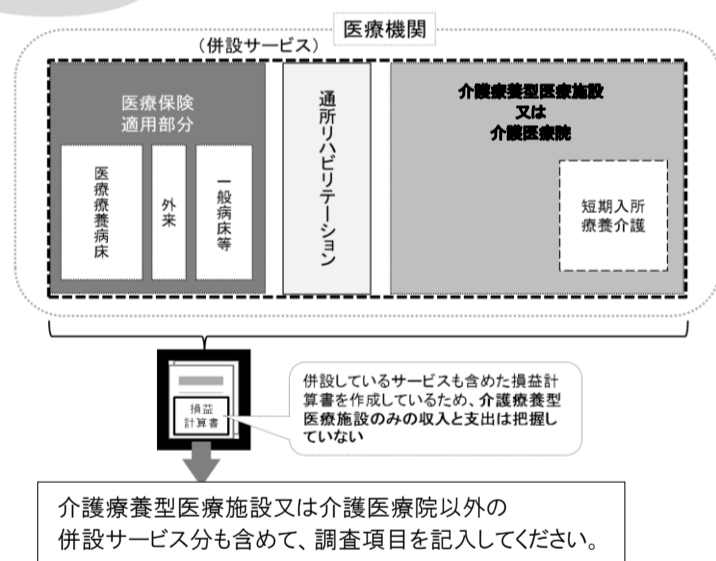 医療機関
(併設サービス)
医療保険
適用部分
医療療養病床
外来
一般病床等
通所リハビリテーション
介護療養型医療施設
又は
介護医療院
短期入所
療養介護
損益
計算書
併設しているサービスも含めた損益計
算書を作成しているため、介護療養型
医療施設のみの収入と支出は把握し
ていない
介護療養型医療施設又は介護医療院以外の
併設サービス分も含めて、調査項目を記入してください。